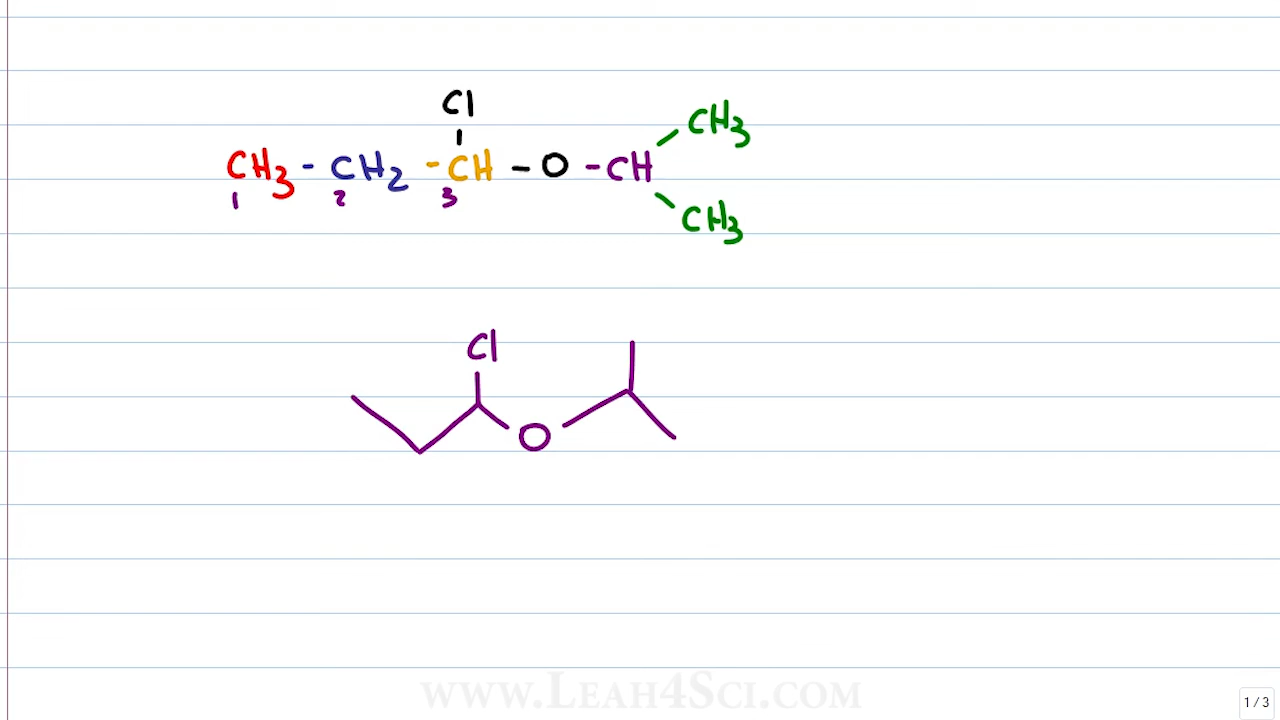 Cl
CH3
CH3 - CH2 - CH - O - CH
1 2 3
CH3
Cl
O
www.Leah4Sci.com
1 / 3